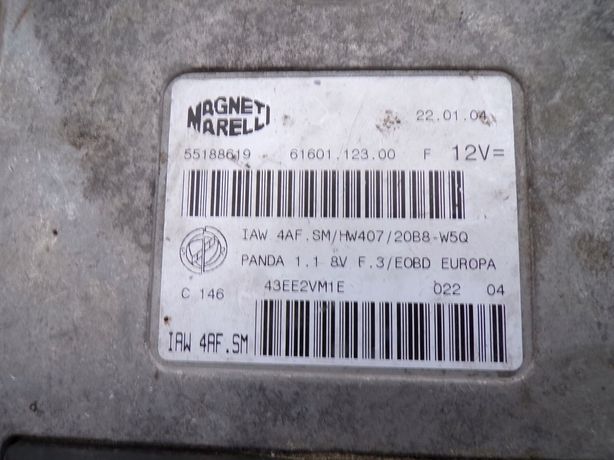 MAGNETI
MARELLI
22.01.04
55188619 61601.123.00 F 12V=
IAW 4AF.SM/HW407/20B8-W5Q
PANDA 1.1 8V F.3/EOBD EUROPA
C 146 43EE2VM1E 022 04
IAW 4AF.SM